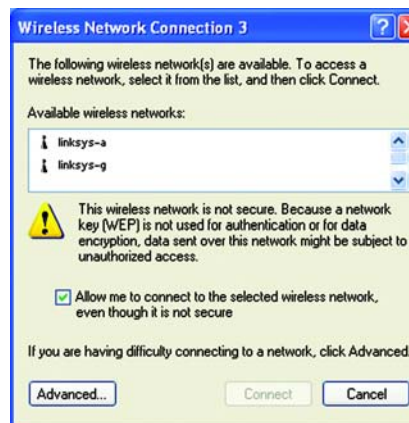 Wireless Network Connection 3
The following wireless network(s) are available. To access a
wireless network, select it from the list, and then click Connect.
Available wireless networks:
linksys-a
linksys-g
This wireless network is not secure. Because a network
key (WEP) is not used for authentication or for data
encryption, data sent over this network might be subject to
unauthorized access.
Allow me to connect to the selected wireless network,
even though it is not secure
If you are having difficulty connecting to a network, click Advanced.
Advanced...
Connect
Cancel